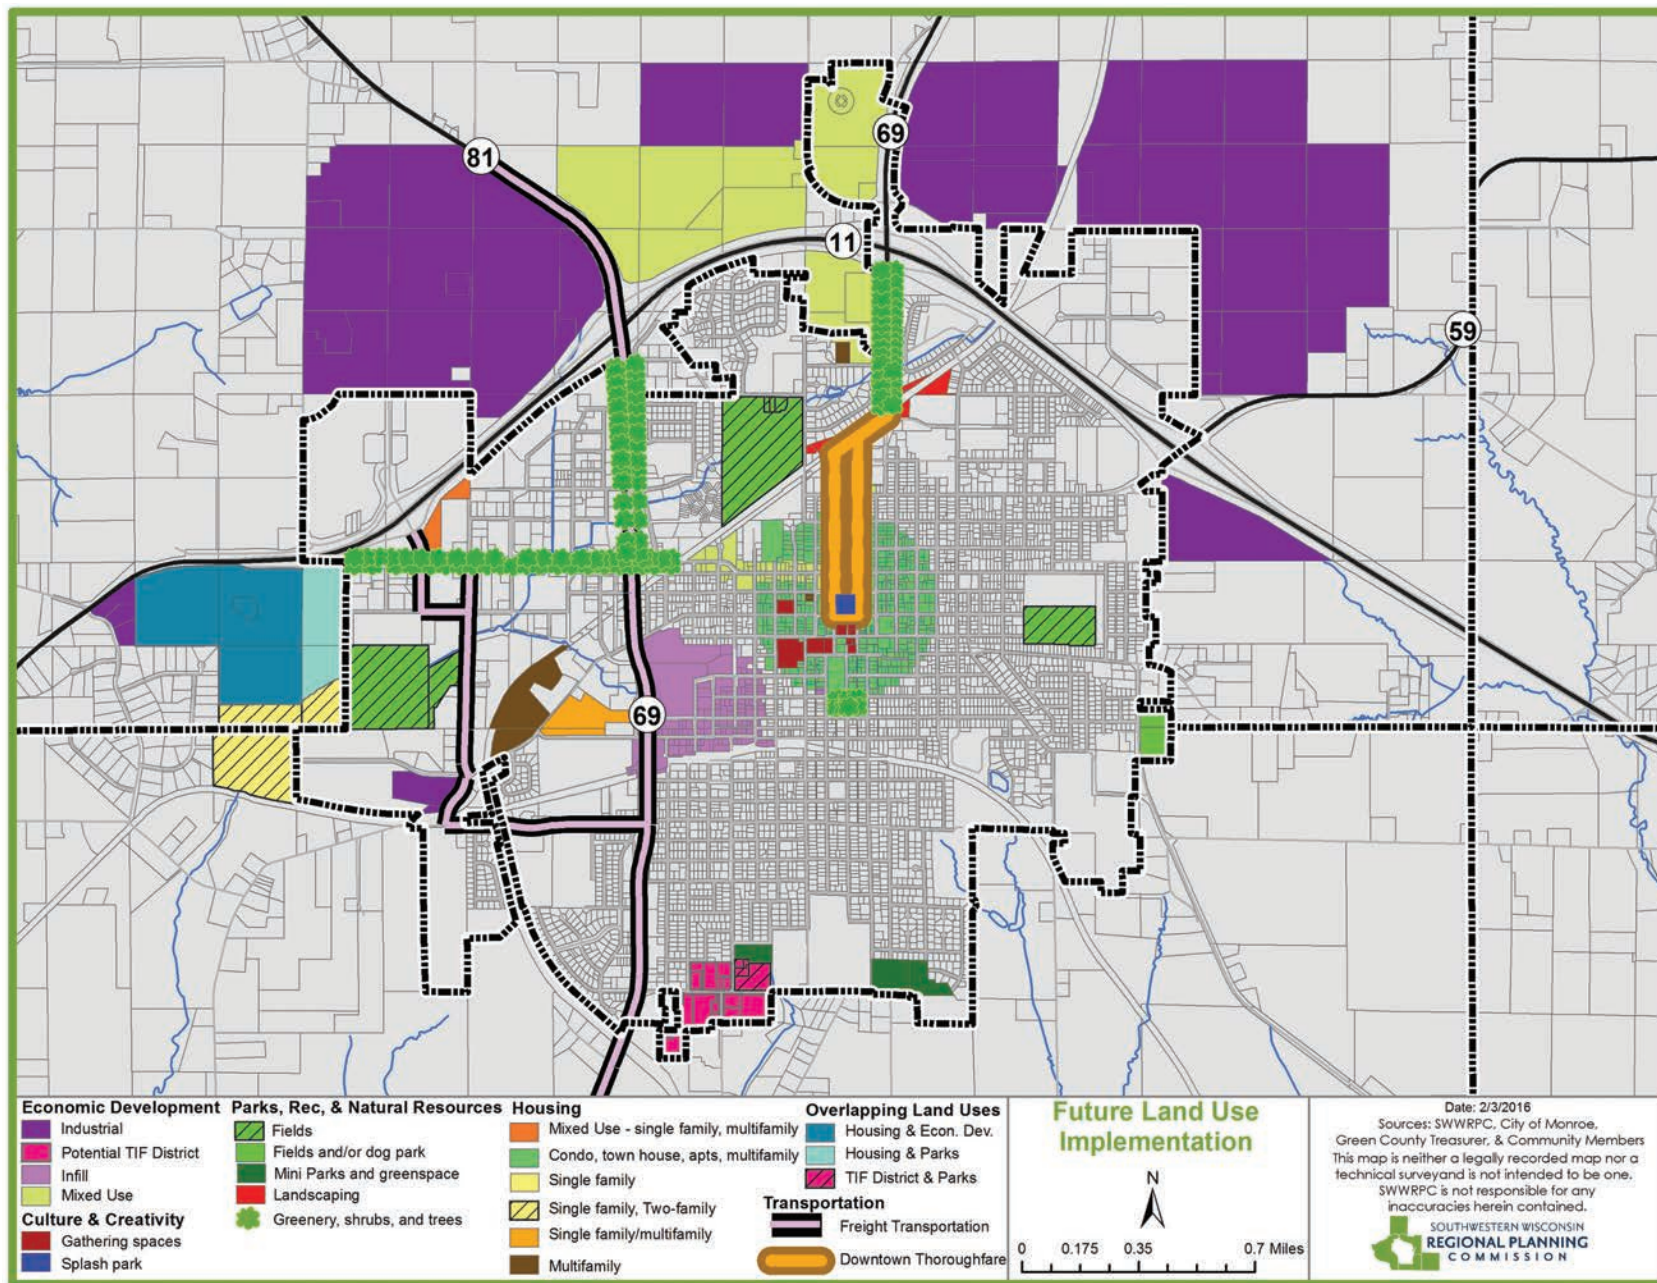 81
69
11
59
69
Economic Development
Industrial
Potential TIF District
Infill
Mixed Use
Culture & Creativity
Gathering spaces
Splash park
Parks, Rec, & Natural Resources
Fields
Fields and/or dog park
Mini Parks and greenspace
Landscaping
Greenery, shrubs, and trees
Housing
Mixed Use - single family, multifamily
Condo, town house, apts, multifamily
Single family
Single family, Two-family
Single family/multifamily
Multifamily
Overlapping Land Uses
Housing & Econ. Dev.
Housing & Parks
TIF District & Parks
Transportation
Freight Transportation
Downtown Thoroughfare
Future Land Use
Implementation
N
0 0.175 0.35 0.7 Miles
Date: 2/3/2016
Sources: SWWRPC, City of Monroe,
Green County Treasurer, & Community Members
This map is neither a legally recorded map nor a
technical surveyand is not intended to be one.
SWWRPC is not responsible for any
inaccuracies herein contained.
SOUTHWESTERN WISCONSIN
REGIONAL PLANNING
COMMISSION